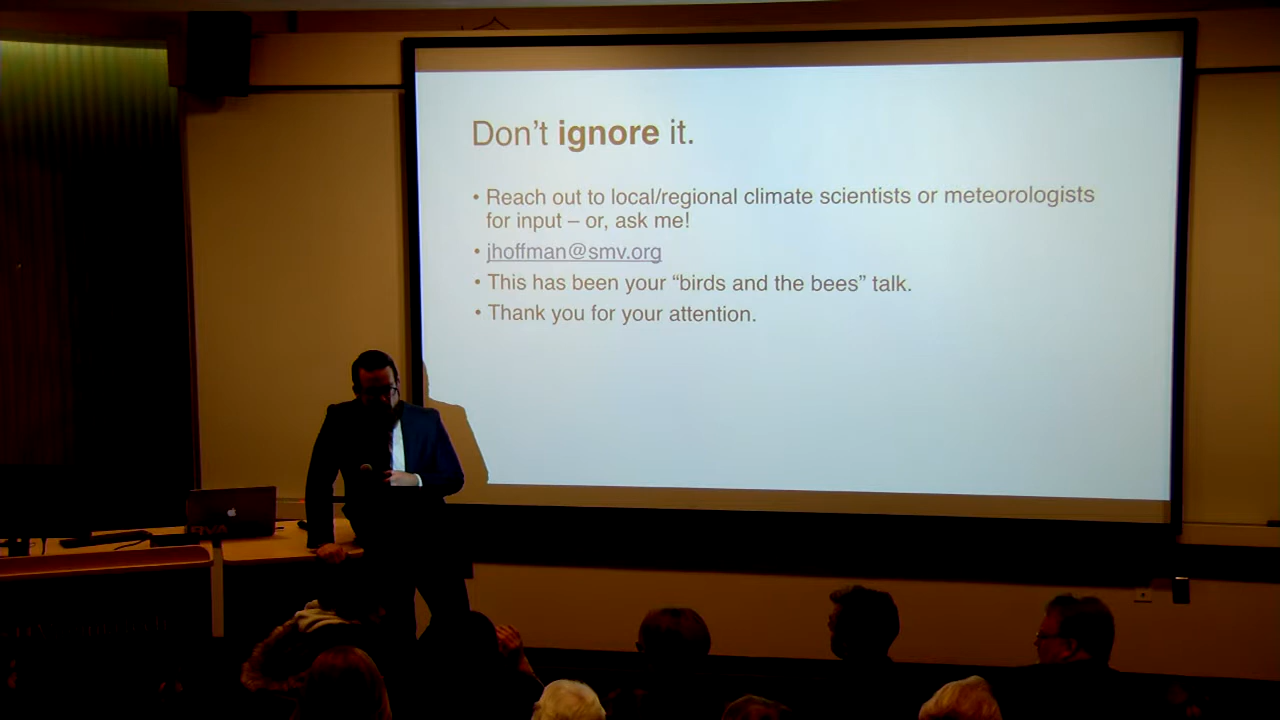 Don't ignore it.
• Reach out to local/regional climate scientists or meteorologists
for input – or, ask me!
• jhoffman@smv.org
• This has been your “birds and the bees” talk.
• Thank you for your attention.
RVA